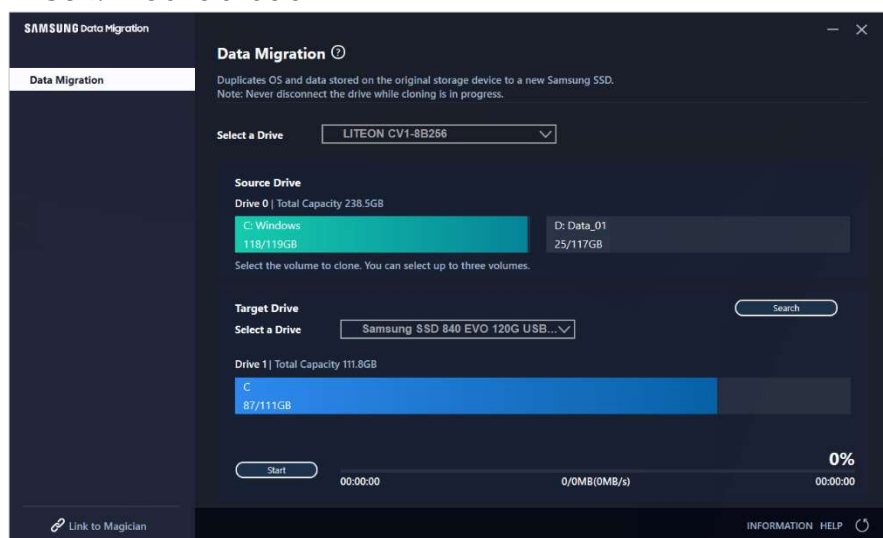 SAMSUNG Data Migration
Data Migration
Data Migration ?
Duplicates OS and data stored on the original storage device to a new Samsung SSD.
Note: Never disconnect the drive while cloning is in progress.
Select a Drive
LITEON CV1-8B256
Source Drive
Drive 0 | Total Capacity 238.5GB
C: Windows
118/119GB
D: Data_01
25/117GB
Select the volume to clone. You can select up to three volumes.
Target Drive
Search
Select a Drive
Samsung SSD 840 EVO 120G USB...
Drive 1 | Total Capacity 111.8GB
C
87/111GB
0%
Start
00:00:00
0/0MB(0MB/s)
00:00:00
Link to Magician
INFORMATION HELP